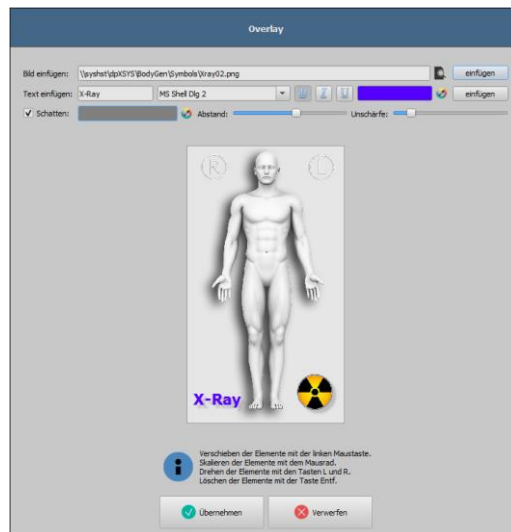 Overlay
Bild einfügen: \\syshst\dpXSYS\BodyGen\Symbols\Xray02.png einfügen
Text einfügen: X-Ray MS Shell Dlg 2 U einfügen
Schatten: Abstand: Unschärfe:
R L
X-Ray
Verschieben der Elemente mit der linken Maustaste.
Skalieren der Elemente mit dem Mausrad.
Drehen der Elemente mit den Tasten L und R.
Löschen der Elemente mit der Taste Entf.
Übernehmen Verwerfen